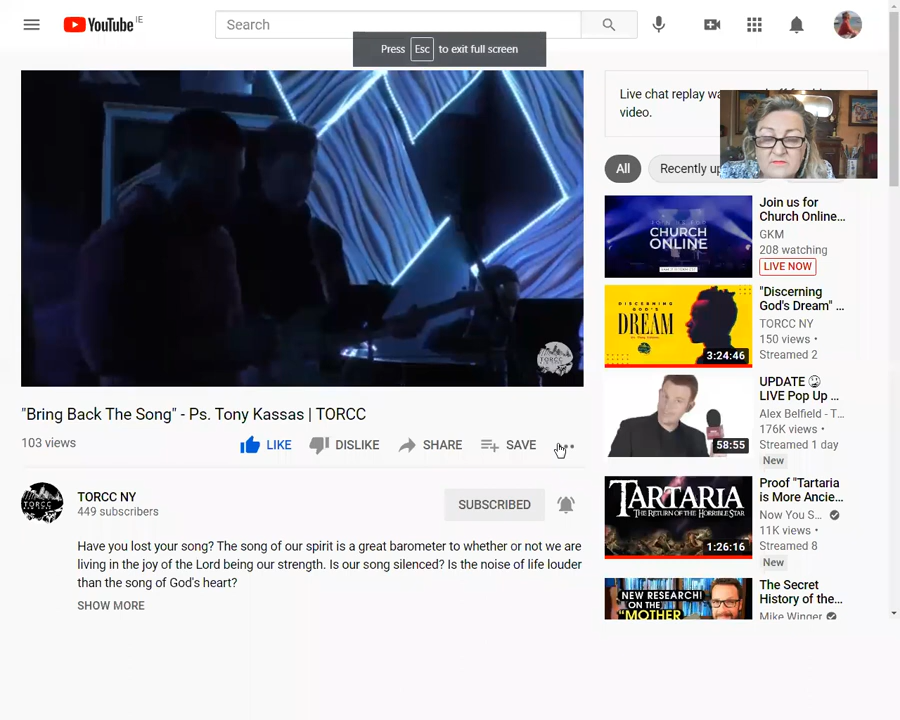 YouTube IE
Search
Press Esc to exit full screen
Live chat replay wa
video.
All
Recently up
TORCC
"Bring Back The Song" - Ps. Tony Kassas | TORCC
103 views
LIKE
DISLIKE
SHARE
SAVE
TORCC NY
449 subscribers
SUBSCRIBED
Have you lost your song? The song of our spirit is a great barometer to whether or not we are
living in the joy of the Lord being our strength. Is our song silenced? Is the noise of life louder
than the song of God's heart?
SHOW MORE
CHURCH
ONLINE
Join us for
Church Online...
GKM
208 watching
LIVE NOW
DISCERNING
GOD'S
DREAM
3:24:46
"Discerning
God's Dream" ...
TORCC NY
150 views •
Streamed 2
58:55
UPDATE
LIVE Pop Up ...
Alex Belfield - T...
176K views •
Streamed 1 day
New
TARTARIA
THE RETURN OF THE HORRIBLE STAR
1:26:16
Proof "Tartaria
is More Ancie...
Now You S...
11K views •
Streamed 8
New
NEW RESEARCH!
ON THE
"MOTHER
The Secret
History of the...
Mike Winger